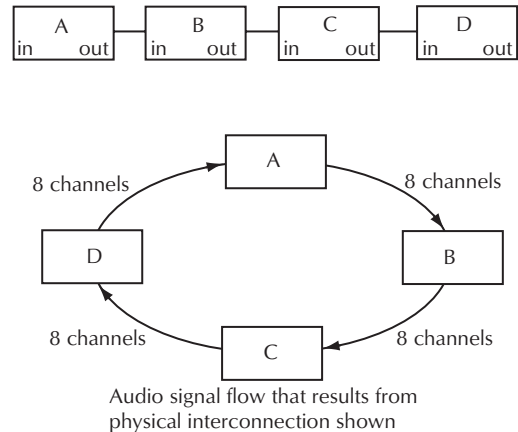 A B C D
in out in out in out in out
A
8 channels 8 channels
D B
8 channels 8 channels
C
Audio signal flow that results from
physical interconnection shown